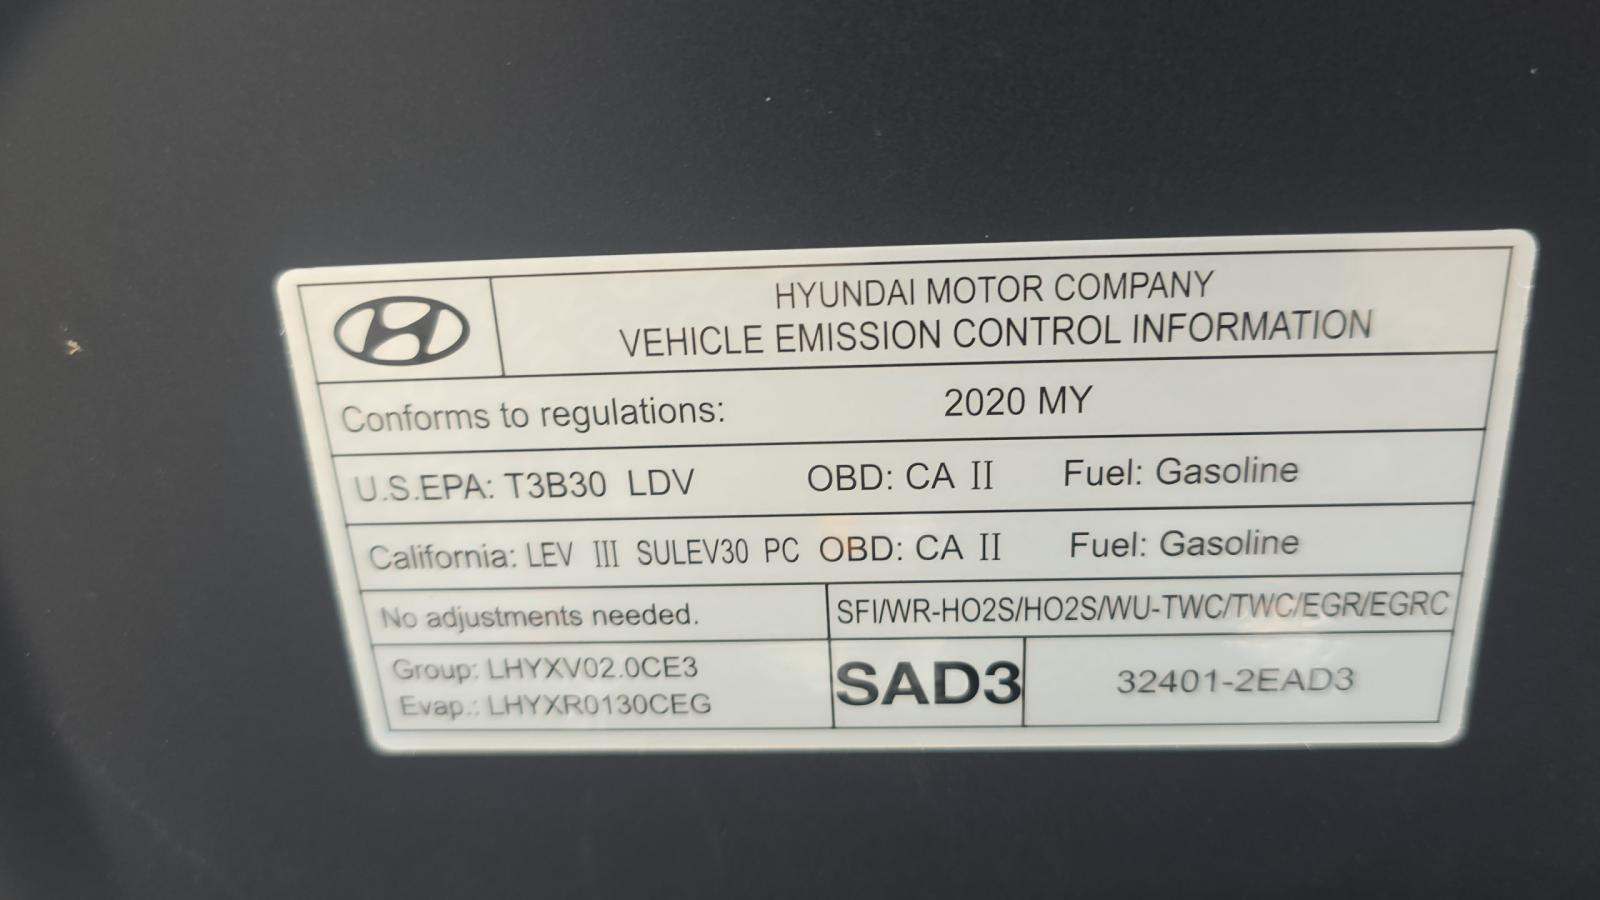 HYUNDAI MOTOR COMPANY
VEHICLE EMISSION CONTROL INFORMATION
Conforms to regulations: 2020 MY
U.S.EPA: T3B30 LDV OBD: CA II Fuel: Gasoline
California: LEV III SULEV30 PC OBD: CA II Fuel: Gasoline
No adjustments needed. SFI/WR-HO2S/HO2S/WU-TWC/TWC/EGR/EGRC
Group: LHYXV02.0CE3
Evap.: LHYXR0130CEG
SAD3 32401-2EAD3